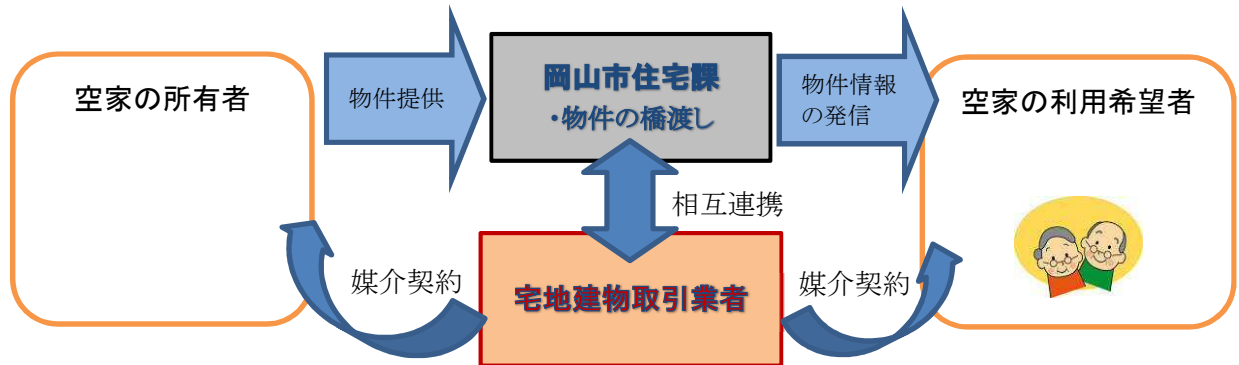 空家の所有者
物件提供
岡山市住宅課
・物件の橋渡し
物件情報
の発信
空家の利用希望者
相互連携
媒介契約
宅地建物取引業者
媒介契約